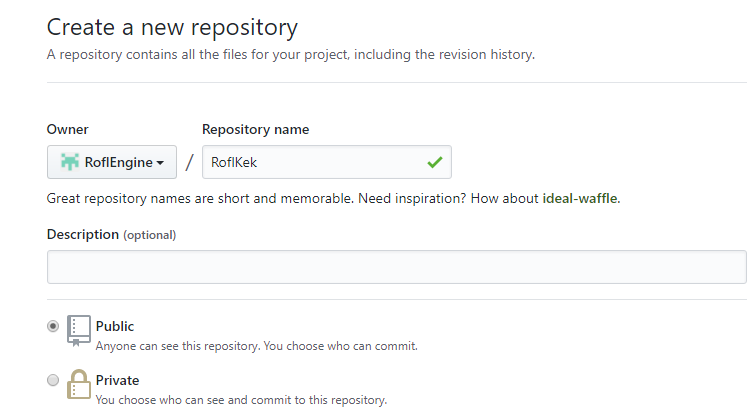 Create a new repository
A repository contains all the files for your project, including the revision history.
Owner Repository name
RoflEngine / RoflKek
Great repository names are short and memorable. Need inspiration? How about ideal-waffle.
Description (optional)
Public
Anyone can see this repository. You choose who can commit.
Private
You choose who can see and commit to this repository.